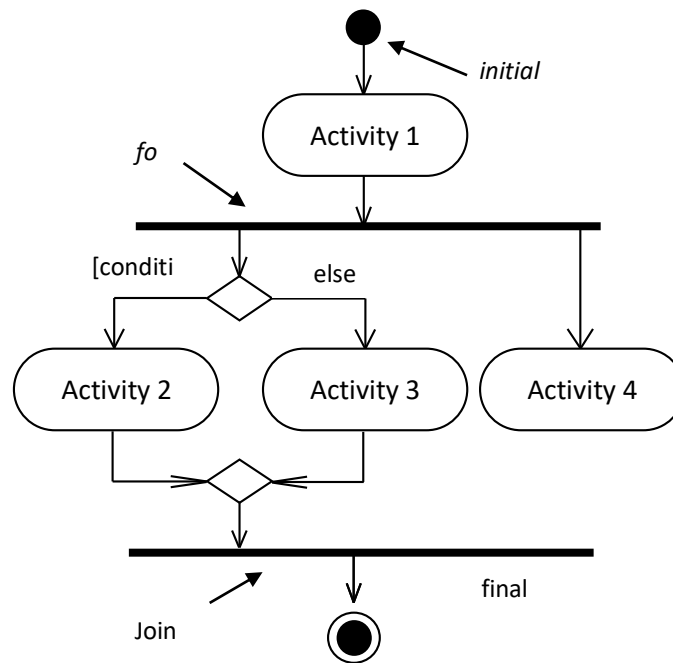 initial
Activity 1
fo
[conditi
else
Activity 2
Activity 3
Activity 4
final
Join